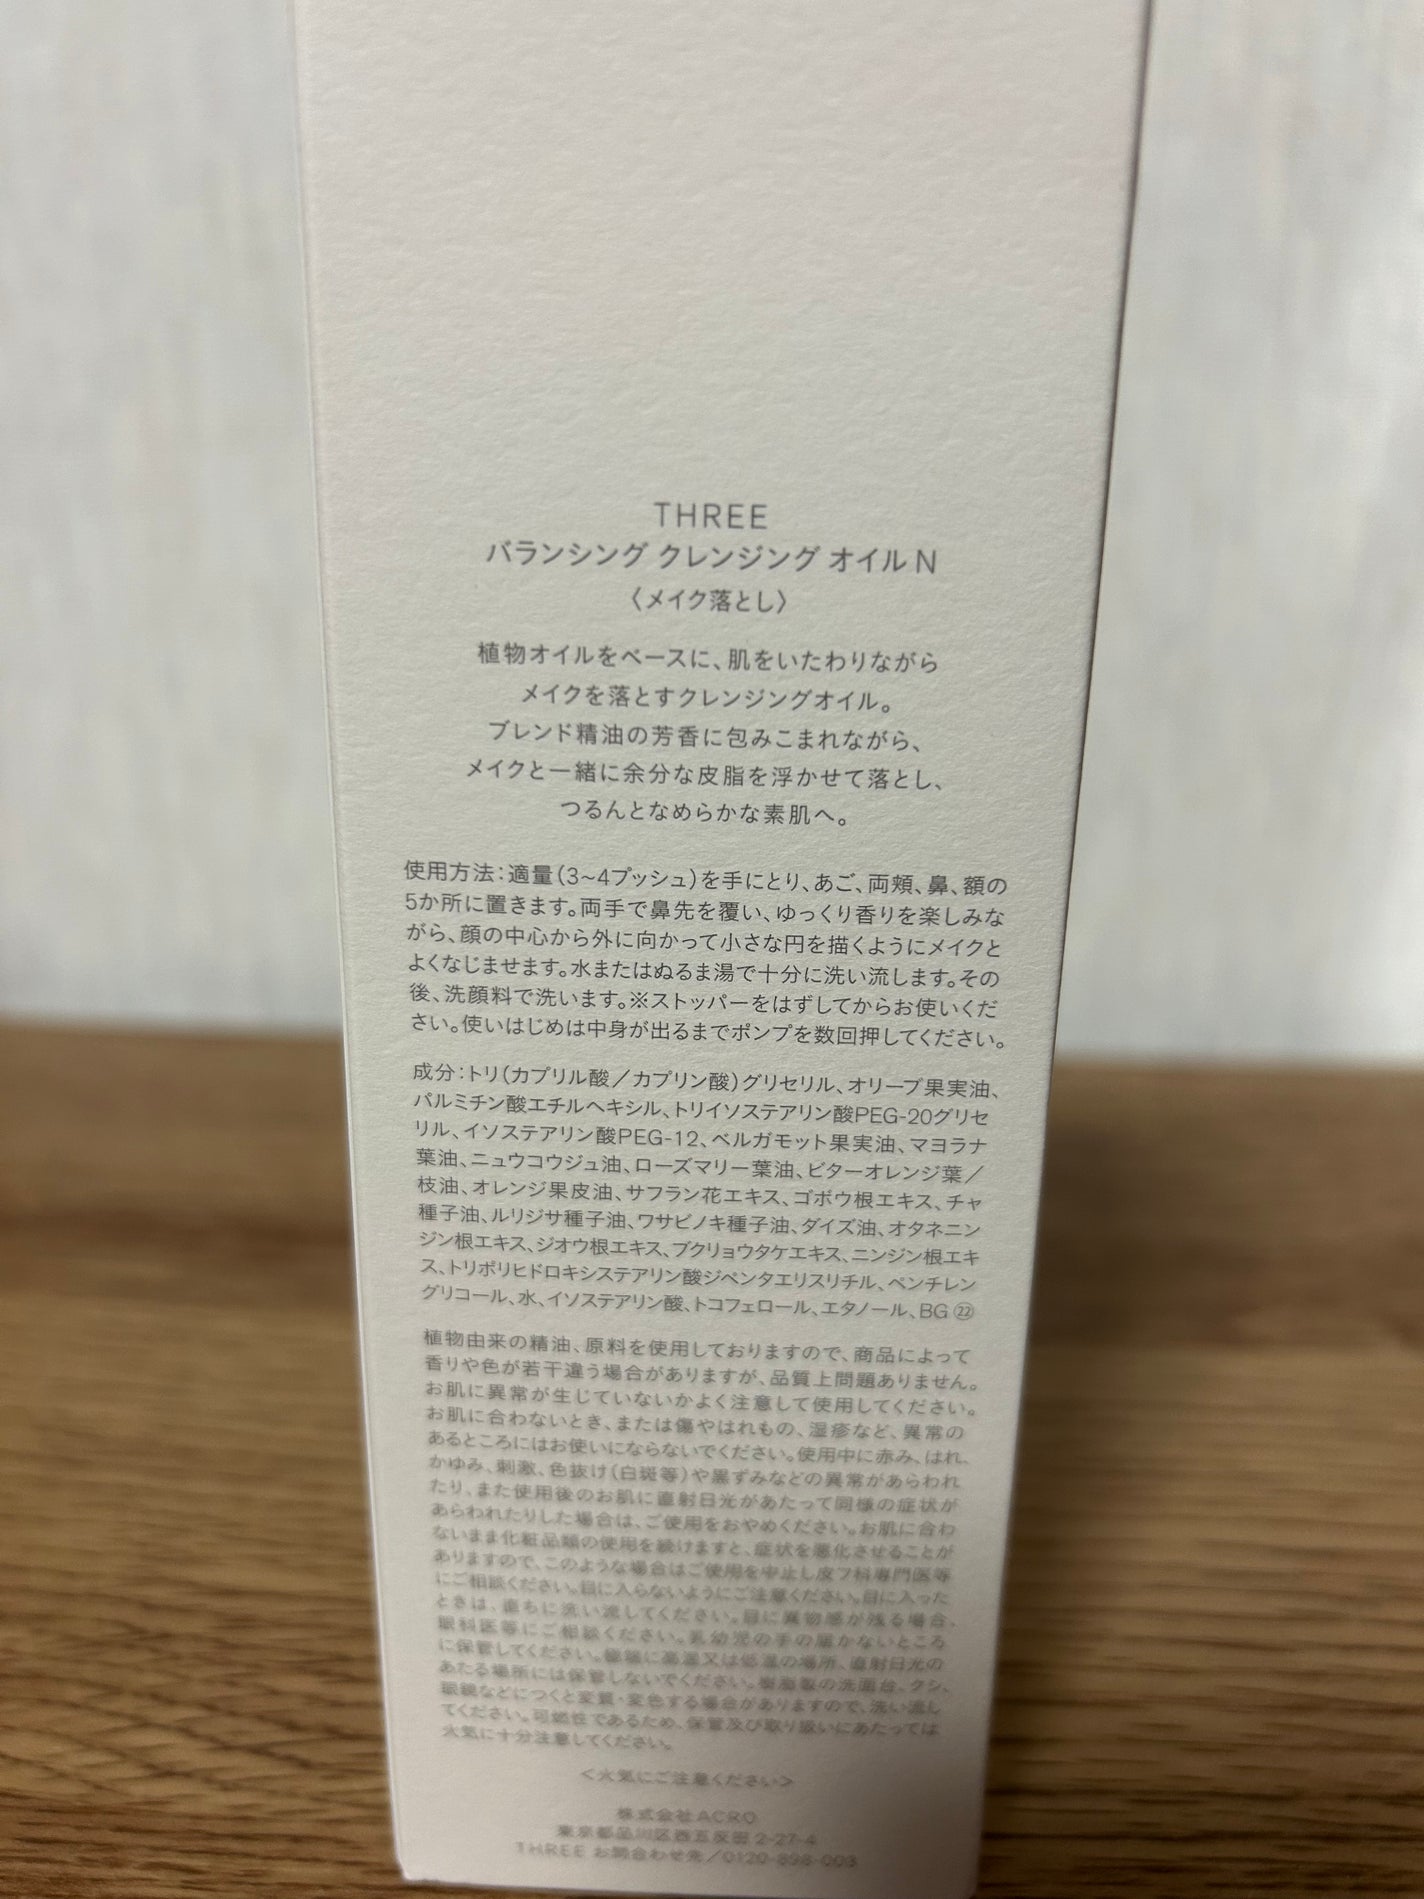 THREE
バランシング クレンジング オイル N
〈メイク落とし〉
植物オイルをベースに、肌をいたわりながら
メイクを落とすクレンジングオイル。
ブレンド精油の芳香に包みこまれながら、
メイクと一緒に余分な皮脂を浮かせて落とし、
つるんとなめらかな素肌へ。
使用方法：適量（3~4プッシュ）を手にとり、あご、両頬、鼻、額の
5か所に置きます。両手で鼻先を覆い、ゆっくり香りを楽しみな
がら、顔の中心から外に向かって小さな円を描くようにメイクと
よくなじませます。水またはぬるま湯で十分に洗い流します。その
後、洗顔料で洗います。※ストッパーをはずしてからお使いくだ
さい。使いはじめは中身が出るまでポンプを数回押してください。
成分：トリ（カプリル酸／カプリン酸）グリセリル、オリーブ果実油、
パルミチン酸エチルヘキシル、トリイソステアリン酸PEG-20グリセ
リル、イソステアリン酸PEG-12、ベルガモット果実油、マヨラナ
葉油、ニュウコウジュ油、ローズマリー葉油、ビターオレンジ葉／
枝油、オレンジ果皮油、サフラン花エキス、ゴボウ根エキス、チャ
種子油、ルリジサ種子油、ワサビノキ種子油、ダイズ油、オタネニン
ジン根エキス、ジオウ根エキス、ブクリョウタケエキス、ニンジン根エキ
ス、トリポリヒドロキシステアリン酸ジペンタエリスリチル、ペンチレン
グリコール、水、イソステアリン酸、トコフェロール、エタノール、BG ㉒
植物由来の精油、原料を使用しておりますので、商品によって
香りや色が若干違う場合がありますが、品質上問題ありません。
お肌に異常が生じていないかよく注意して使用してください。
お肌に合わないとき、または傷やはれもの、湿疹など、異常の
あるところにはお使いにならないでください。使用中に赤み、はれ、
かゆみ、刺激、色抜け（白斑等）や黒ずみなどの異常があらわれ
たり、また使用後のお肌に直射日光があたって同様の症状が
あらわれたりした場合は、ご使用をおやめください。お肌に合わ
ないまま化粧品類の使用を続けますと、症状を悪化させることが
ありますので、このような場合はご使用を中止し皮フ科専門医等
にご相談ください。目に入らないようにご注意ください。目に入った
ときは、直ちに洗い流してください。目に異物感が残る場合、
眼科医等にご相談ください。乳幼児の手の届かないところ
に保管してください。極端に高温又は低温の場所、直射日光の
あたる場所には保管しないでください。樹脂製の洗面台、クシ、
眼鏡などにつくと変質・変色する場合がありますので、洗い流し
てください。可燃性であるため、保管及び取り扱いにあたっては
火気に十分注意してください。
＜火気にご注意ください＞
株式会社ACRO
東京都品川区西五反田 2-27-4
THREE お問合わせ先／0120-898-003